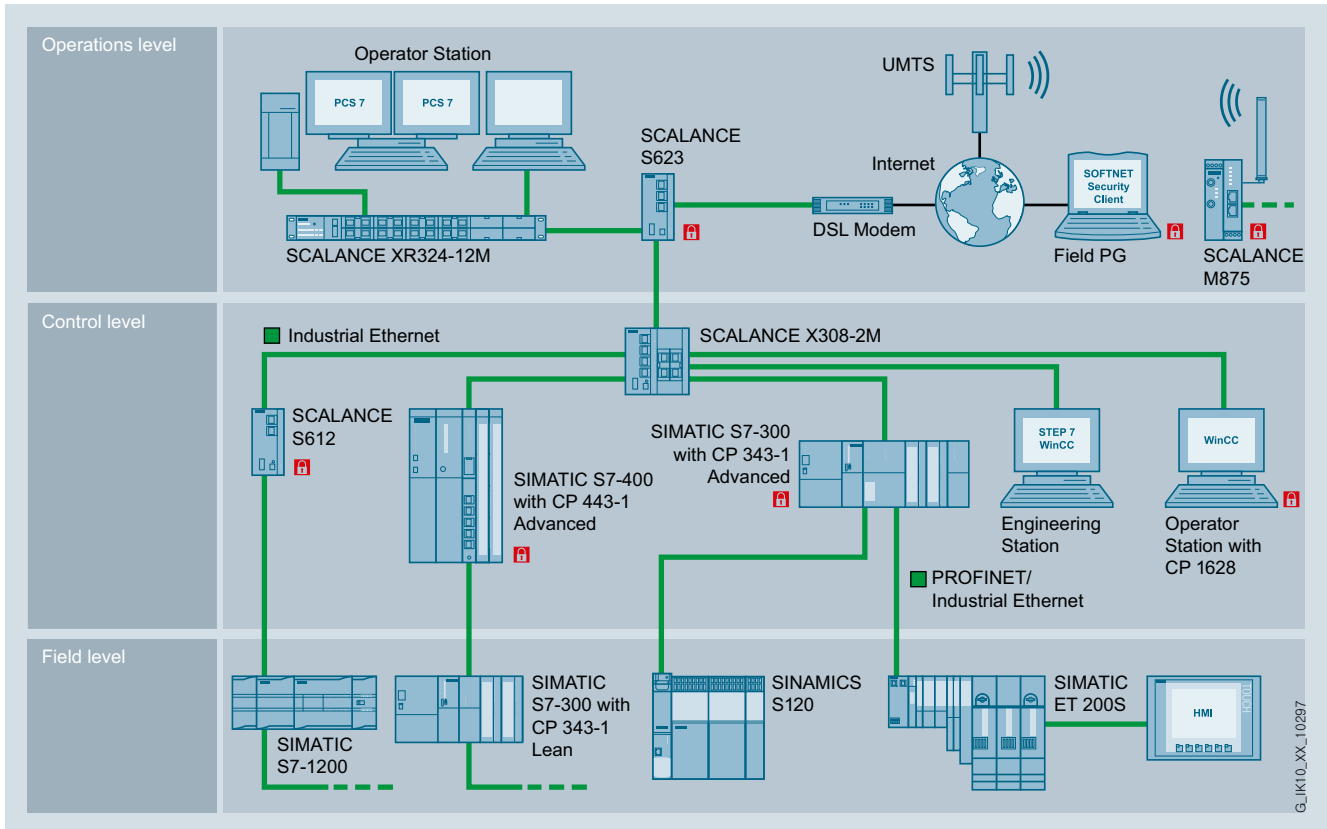 Operations level
Operator Station
PCS 7
PCS 7
UMTS
SCALANCE
S623
Internet
SOFTNET
Security
Client
DSL Modem
Field PG
SCALANCE
M875
SCALANCE XR324-12M
Control level
Industrial Ethernet
SCALANCE X308-2M
SCALANCE
S612
SIMATIC S7-400
with CP 443-1
Advanced
SIMATIC S7-300
with CP 343-1
Advanced
STEP 7
WinCC
Engineering
Station
WinCC
Operator
Station with
CP 1628
PROFINET/
Industrial Ethernet
Field level
SIMATIC
S7-1200
SIMATIC
S7-300 with
CP 343-1
Lean
SINAMICS
S120
SIMATIC
ET 200S
HMI
TOUCH
G_IK10_XX_10297